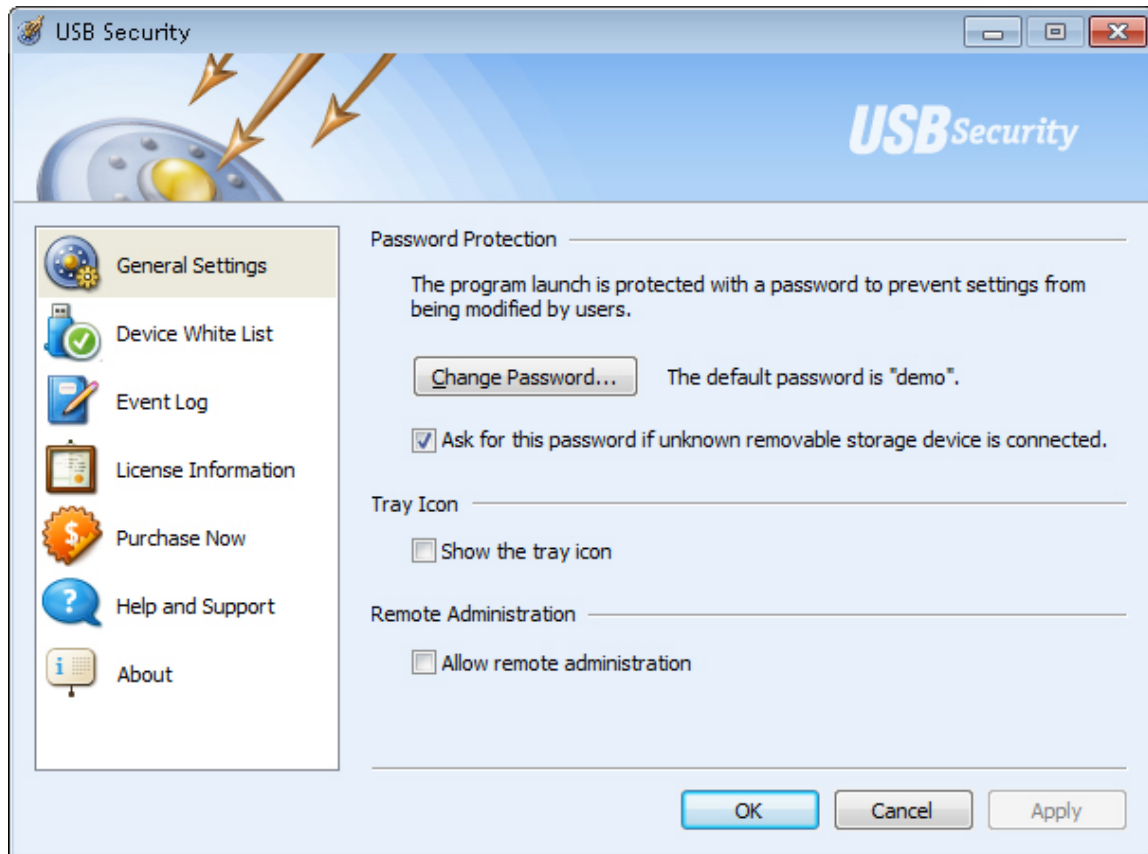 USB Security
USB Security
General Settings
Device White List
Event Log
License Information
Purchase Now
Help and Support
About
Password Protection
The program launch is protected with a password to prevent settings from
being modified by users.
Change Password... The default password is "demo".
Ask for this password if unknown removable storage device is connected.
Tray Icon
Show the tray icon
Remote Administration
Allow remote administration
OK Cancel Apply